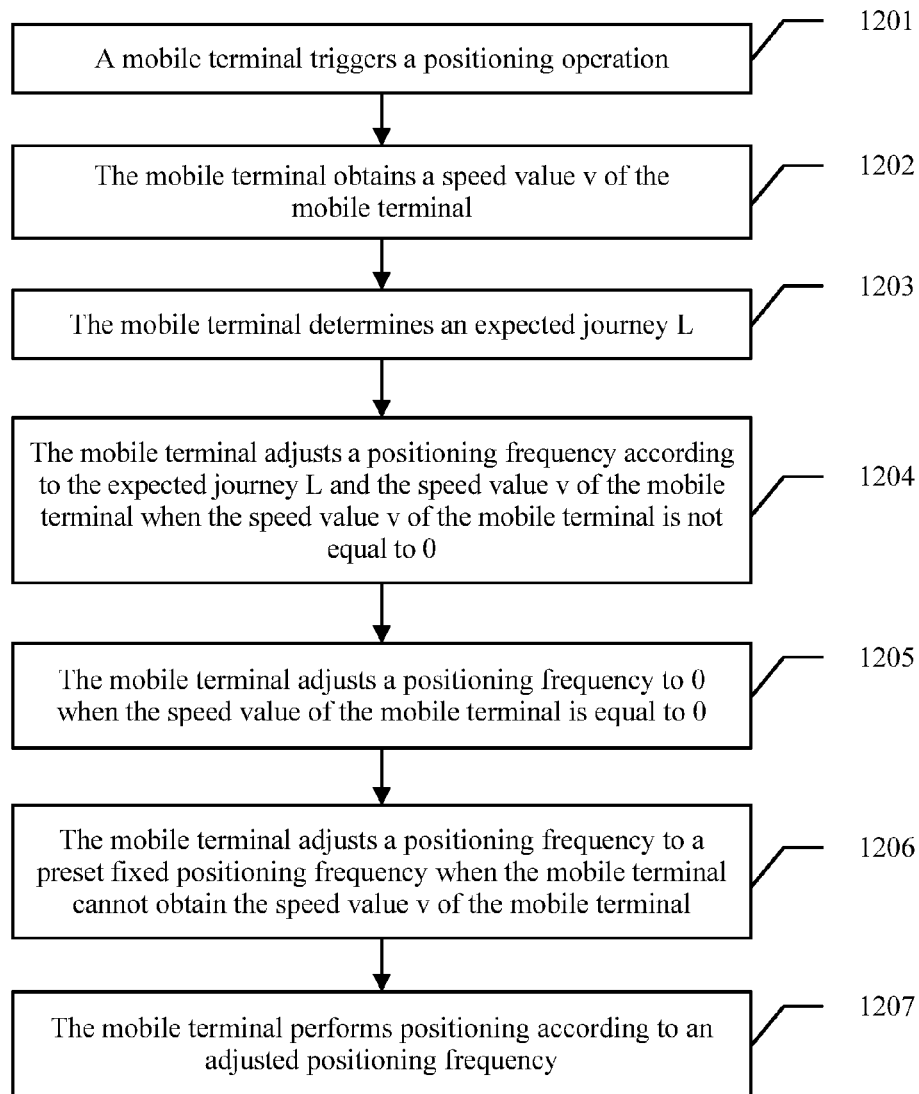 1201
A mobile terminal triggers a positioning operation
1202
The mobile terminal obtains a speed value v of the
mobile terminal
1203
The mobile terminal determines an expected journey L
1204
The mobile terminal adjusts a positioning frequency according
to the expected journey L and the speed value v of the mobile
terminal when the speed value v of the mobile terminal is not
equal to 0
1205
The mobile terminal adjusts a positioning frequency to 0
when the speed value of the mobile terminal is equal to 0
1206
The mobile terminal adjusts a positioning frequency to a
preset fixed positioning frequency when the mobile terminal
cannot obtain the speed value v of the mobile terminal
1207
The mobile terminal performs positioning according to an
adjusted positioning frequency